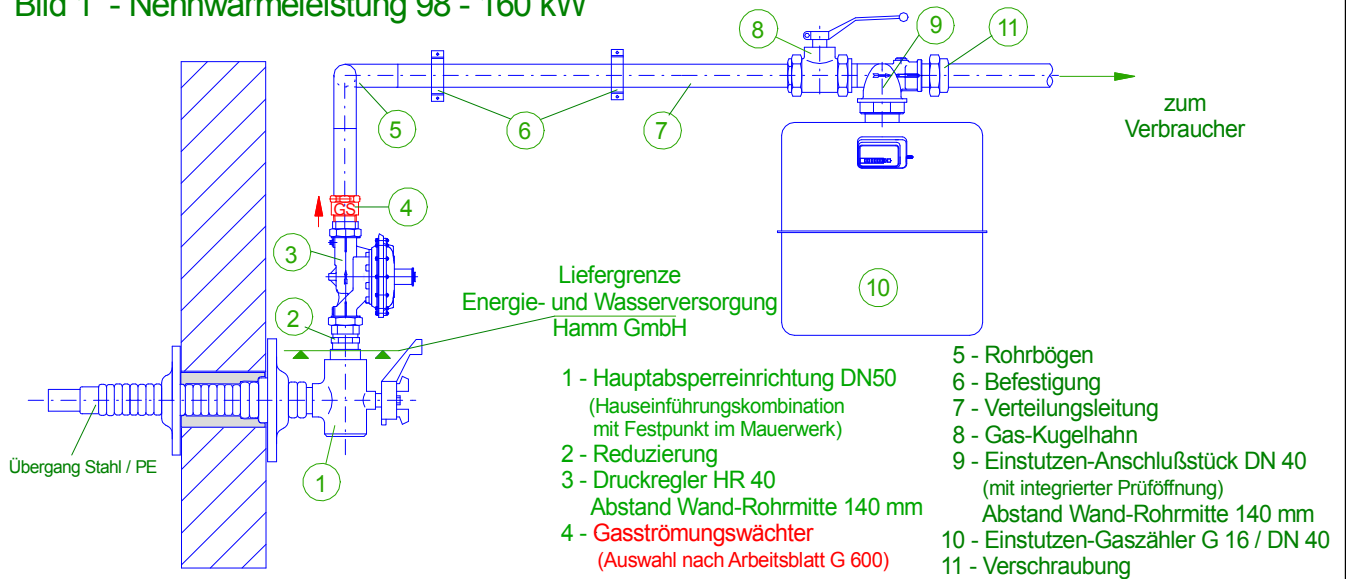 Bild 1 - Nennwärmeleistung 98 - 160 kW
8
9
11
5
6
7
zum
Verbraucher
GS
4
3
Liefergrenze
Energie- und Wasserversorgung
Hamm GmbH
10
2
Übergang Stahl / PE
1
1 - Hauptabsperreinrichtung DN50
(Hauseinführungskombination
mit Festpunkt im Mauerwerk)
2 - Reduzierung
3 - Druckregler HR 40
Abstand Wand-Rohrmitte 140 mm
4 - Gasströmungswächter
(Auswahl nach Arbeitsblatt G 600)
5 - Rohrbögen
6 - Befestigung
7 - Verteilungsleitung
8 - Gas-Kugelhahn
9 - Einstutzen-Anschlußstück DN 40
(mit integrierter Prüföffnung)
Abstand Wand-Rohrmitte 140 mm
10 - Einstutzen-Gaszähler G 16 / DN 40
11 - Verschraubung